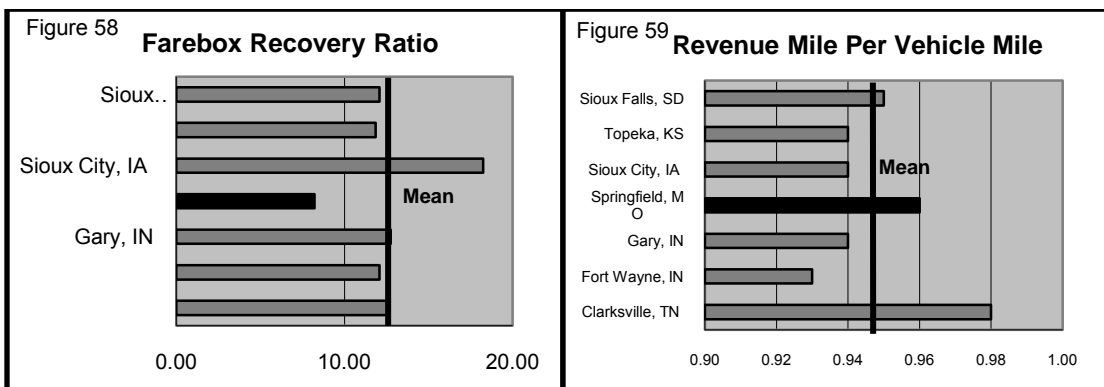 Figure 58
Farebox Recovery Ratio
Sioux..
Sioux City, IA
Mean
Gary, IN
0.00 10.00 20.00
Figure 59
Revenue Mile Per Vehicle Mile
Sioux Falls, SD
Topeka, KS
Sioux City, IA
Mean
Springfield, M
O
Gary, IN
Fort Wayne, IN
Clarksville, TN
0.90 0.92 0.94 0.96 0.98 1.00